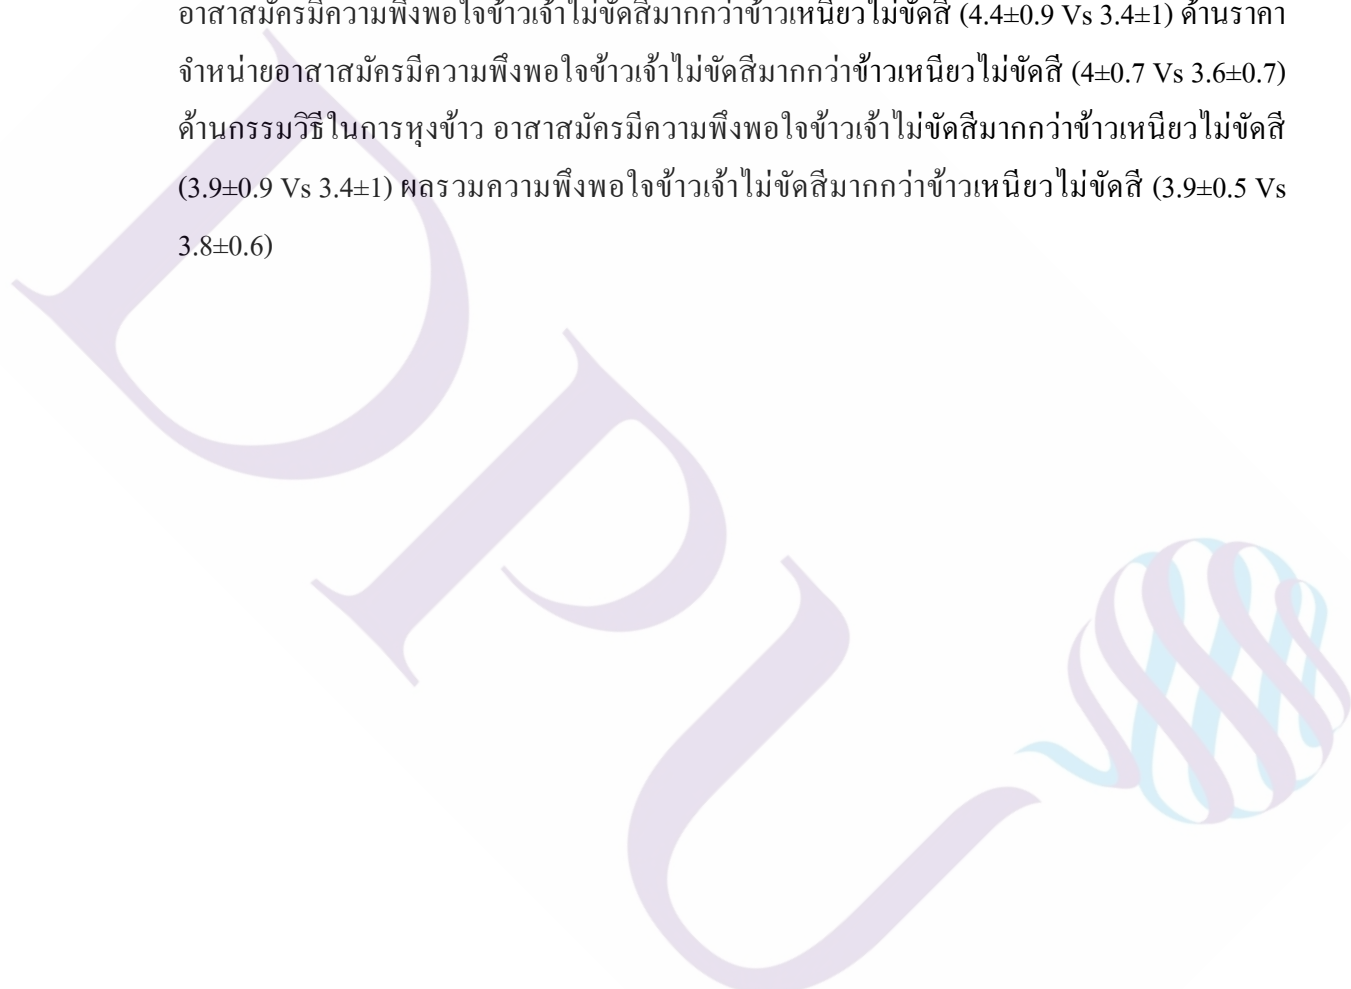 อาสาสมัครมีความพึงพอใจข้าวเจ้าไม่ขัดสีมากกว่าข้าวเหนียวไม่ขัดสี (4.4±0.9 Vs 3.4±1) ด้านราคา
จำหน่ายอาสาสมัครมีความพึงพอใจข้าวเจ้าไม่ขัดสีมากกว่าข้าวเหนียวไม่ขัดสี (4±0.7 Vs 3.6±0.7)
ด้านกรรมวิธีในการหุงข้าว อาสาสมัครมีความพึงพอใจข้าวเจ้าไม่ขัดสีมากกว่าข้าวเหนียวไม่ขัดสี
(3.9±0.9 Vs 3.4±1) ผลรวมความพึงพอใจข้าวเจ้าไม่ขัดสีมากกว่าข้าวเหนียวไม่ขัดสี (3.9±0.5 Vs
3.8±0.6)
DPU